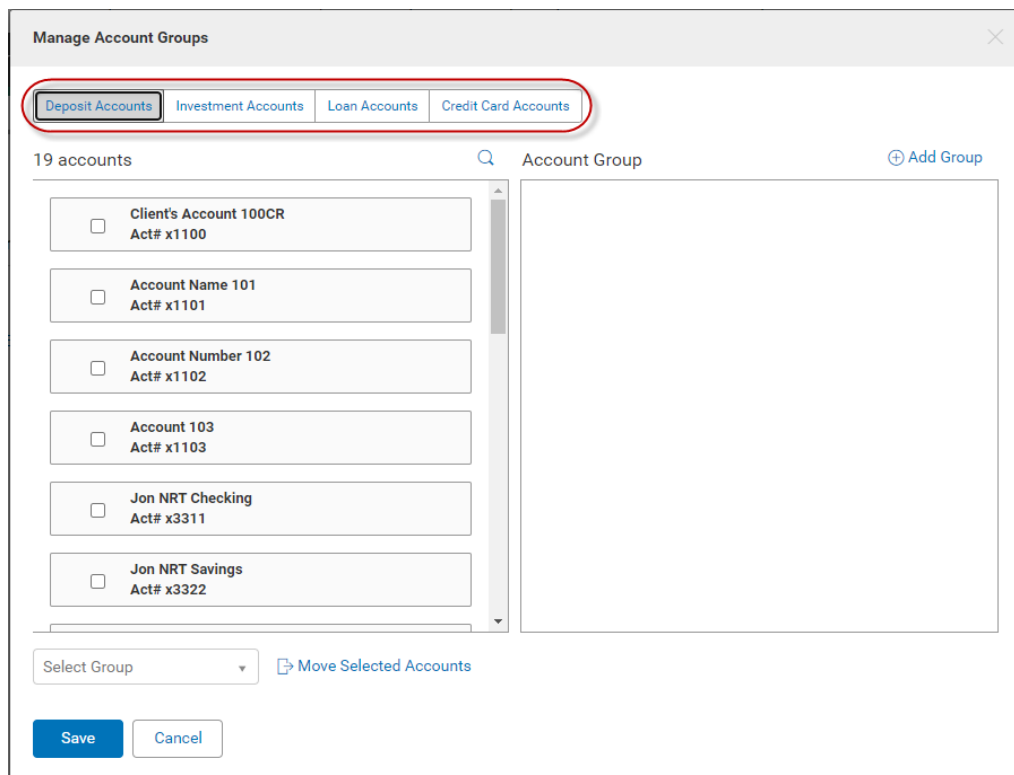 Manage Account Groups
Deposit Accounts Investment Accounts Loan Accounts Credit Card Accounts
19 accounts
Account Group
Add Group
Client's Account 100CR
Act# x1100
Account Name 101
Act# x1101
Account Number 102
Act# x1102
Account 103
Act# x1103
Jon NRT Checking
Act# x3311
Jon NRT Savings
Act# x3322
Select Group
Move Selected Accounts
Save
Cancel